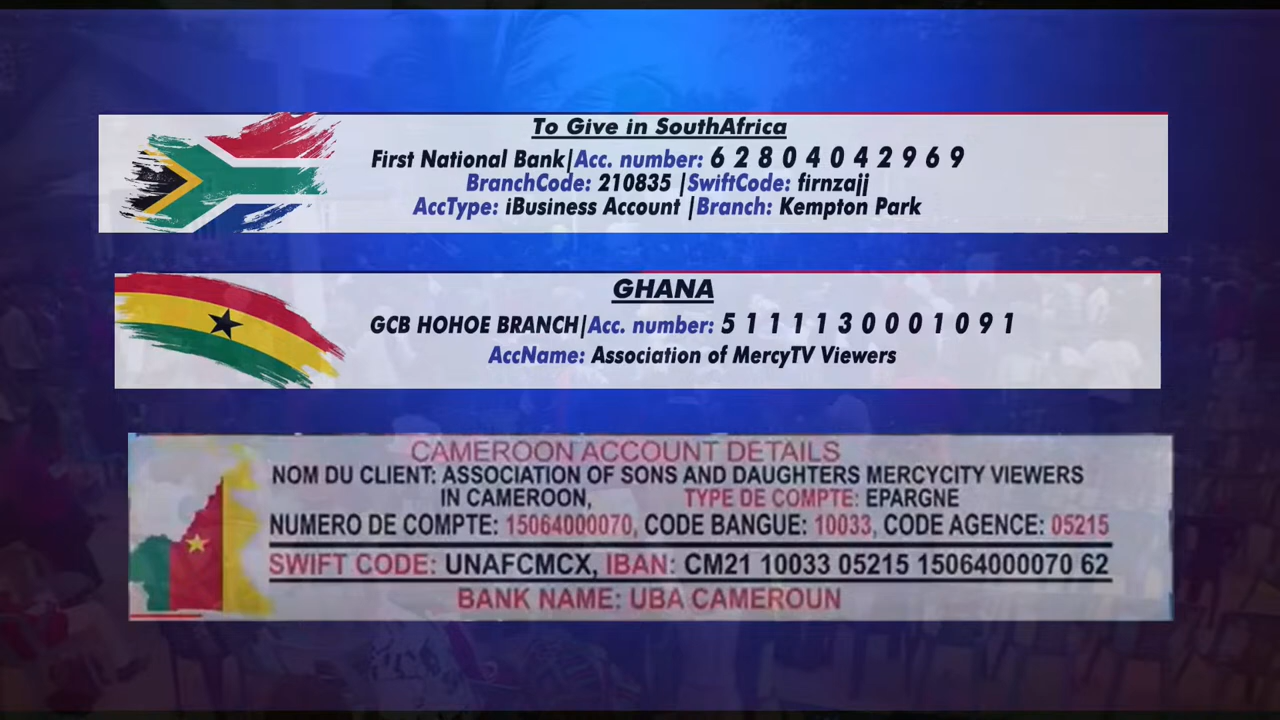 To Give in SouthAfrica
First National Bank|Acc. number: 6 2 8 0 4 0 4 2 9 6 9
BranchCode: 210835 |SwiftCode: firnzajj
AccType: iBusiness Account |Branch: Kempton Park
GHANA
GCB HOHOE BRANCH|Acc. number: 5 1 1 1 1 3 0 0 0 1 0 9 1
AccName: Association of MercyTV Viewers
CAMEROON ACCOUNT DETAILS
NOM DU CLIENT: ASSOCIATION OF SONS AND DAUGHTERS MERCYCITY VIEWERS
IN CAMEROON, TYPE DE COMPTE: EPARGNE
NUMERO DE COMPTE: 15064000070, CODE BANGUE: 10033, CODE AGENCE: 05215
SWIFT CODE: UNAFCMCX, IBAN: CM21 10033 05215 15064000070 62
BANK NAME: UBA CAMEROUN